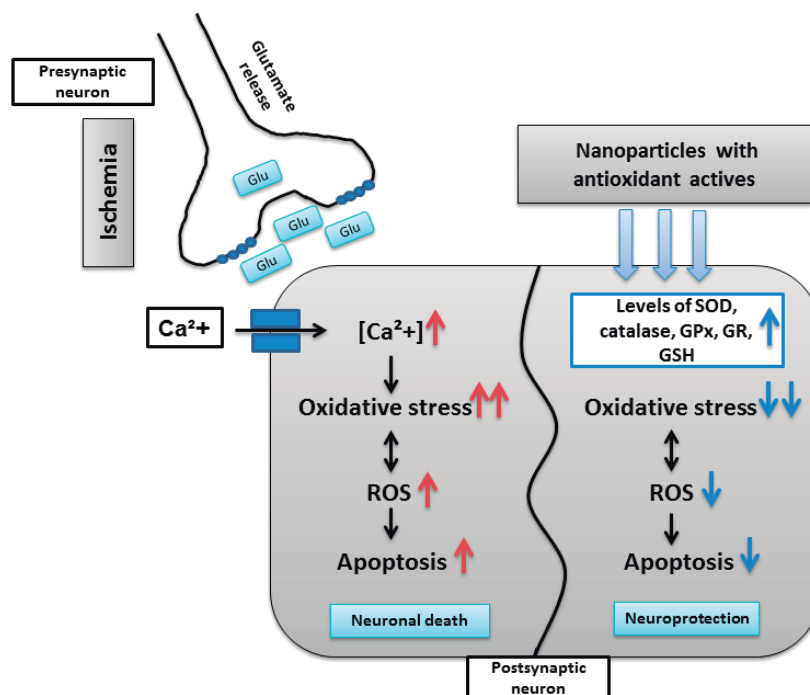 Presynaptic
neuron
Glutamate
release
Ischemia
Glu
Glu
Glu
Glu
Nanoparticles with
antioxidant actives
Ca²+
[Ca²+]
Oxidative stress
ROS
Apoptosis
Neuronal death
Levels of SOD,
catalase, GPx, GR,
GSH
Oxidative stress
ROS
Apoptosis
Neuroprotection
Postsynaptic
neuron